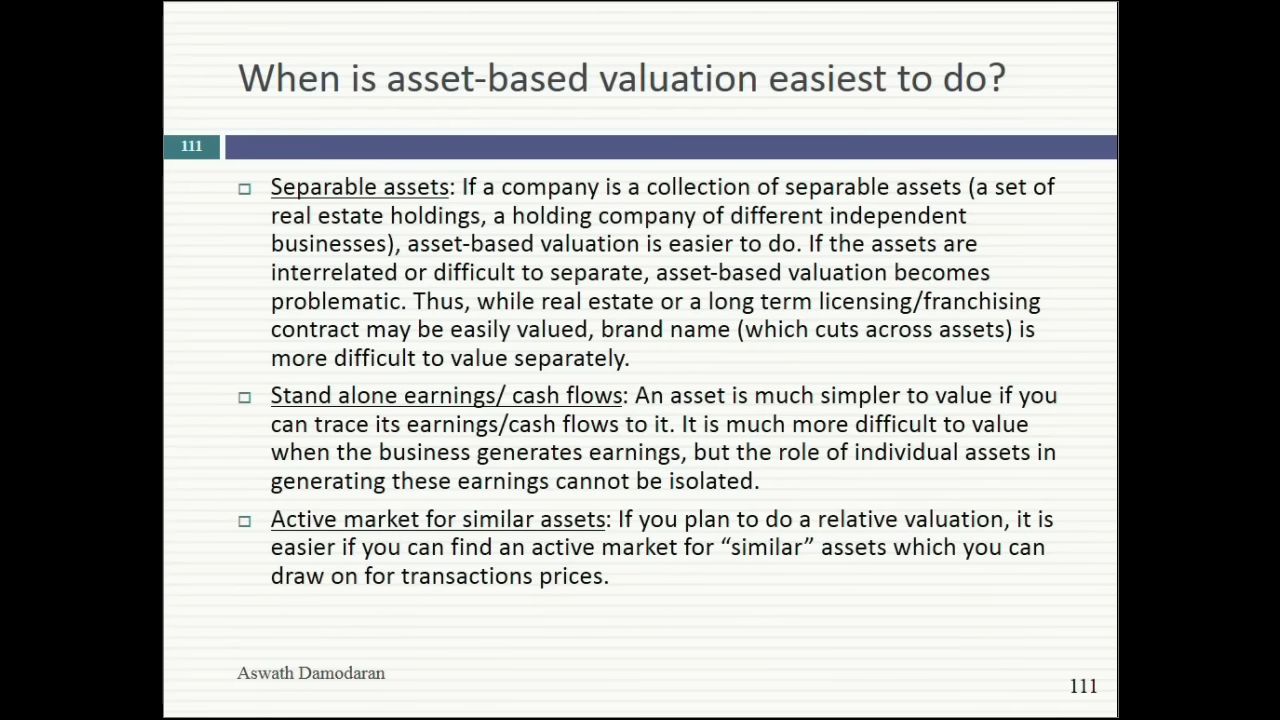 When is asset-based valuation easiest to do?
111
Separable assets: If a company is a collection of separable assets (a set of
real estate holdings, a holding company of different independent
businesses), asset-based valuation is easier to do. If the assets are
interrelated or difficult to separate, asset-based valuation becomes
problematic. Thus, while real estate or a long term licensing/franchising
contract may be easily valued, brand name (which cuts across assets) is
more difficult to value separately.
Stand alone earnings/ cash flows: An asset is much simpler to value if you
can trace its earnings/cash flows to it. It is much more difficult to value
when the business generates earnings, but the role of individual assets in
generating these earnings cannot be isolated.
Active market for similar assets: If you plan to do a relative valuation, it is
easier if you can find an active market for “similar” assets which you can
draw on for transactions prices.
Aswath Damodaran
111